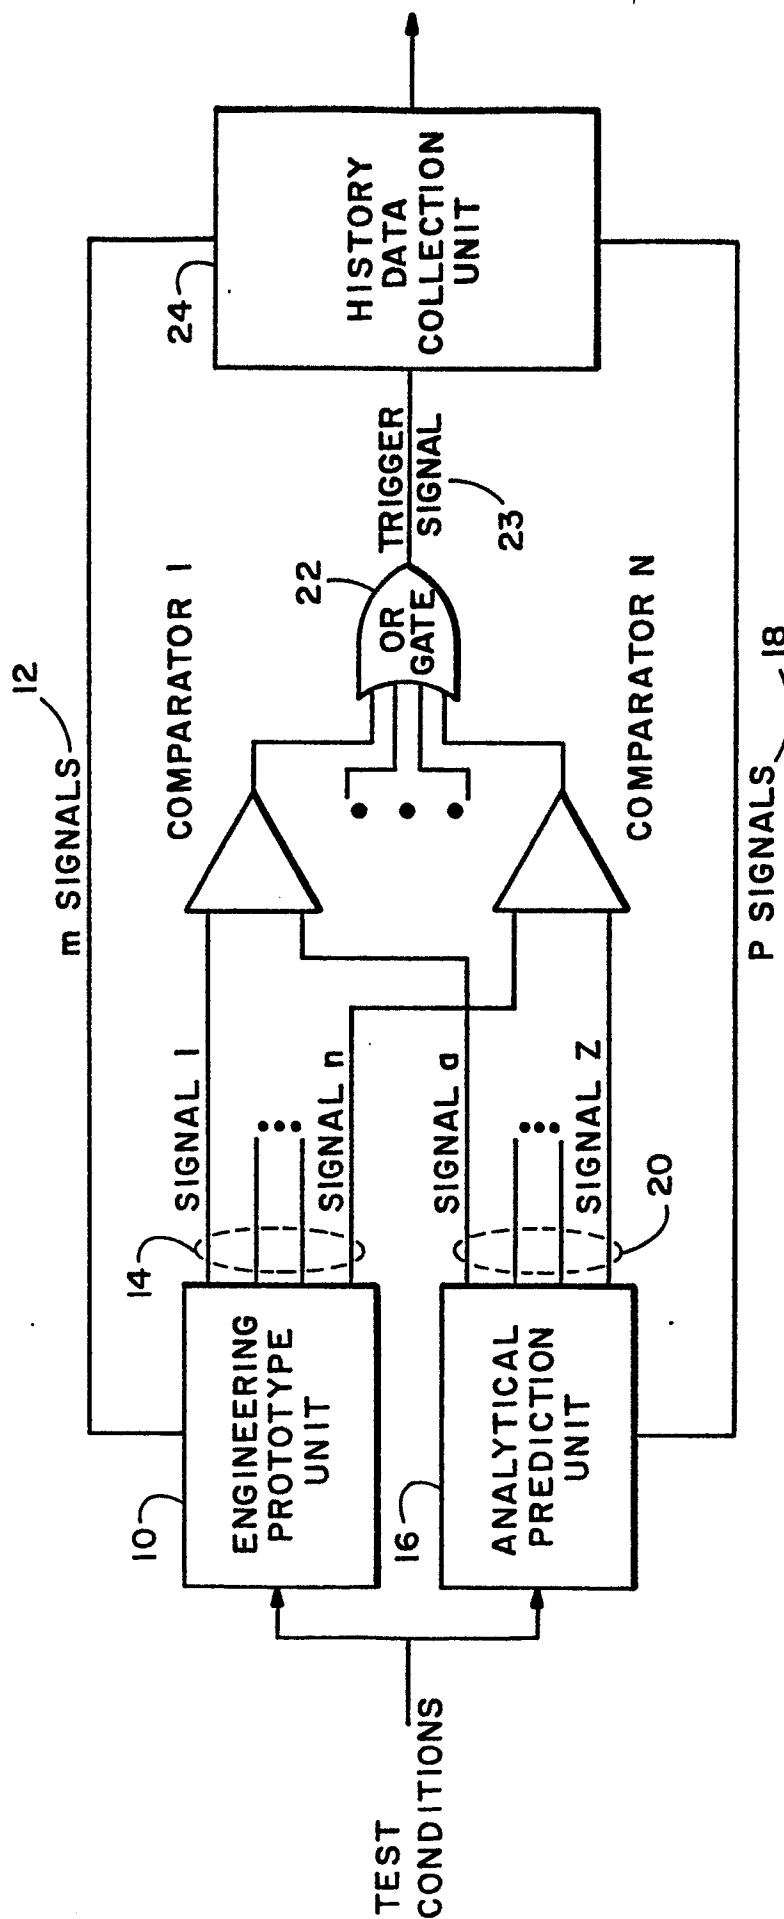 12
m SIGNALS
COMPARATOR 1
24
HISTORY
DATA
COLLECTION
UNIT
14
SIGNAL 1
SIGNAL n
22
OR
GATE
TRIGGER
SIGNAL
23
10
ENGINEERING
PROTOTYPE
UNIT
TEST
CONDITIONS
16
ANALYTICAL
PREDICTION
UNIT
SIGNAL a
SIGNAL Z
20
COMPARATOR N
P SIGNALS
18